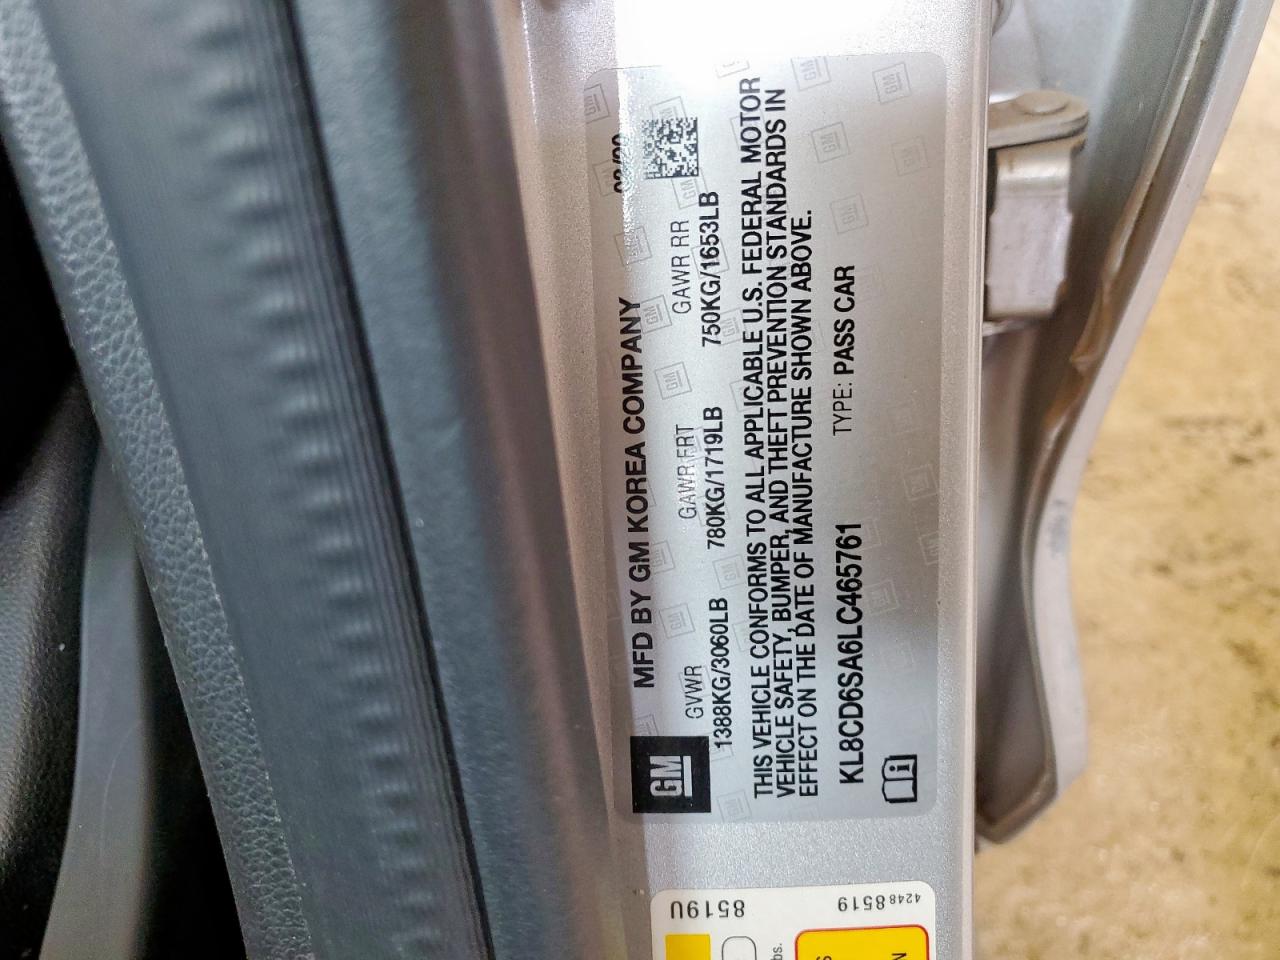 03/20
MFD BY GM KOREA COMPANY
GM
GVWR GAWR FRT GAWR RR
1388KG/3060LB 780KG/1719LB 750KG/1653LB
THIS VEHICLE CONFORMS TO ALL APPLICABLE U.S. FEDERAL MOTOR
VEHICLE SAFETY, BUMPER, AND THEFT PREVENTION STANDARDS IN
EFFECT ON THE DATE OF MANUFACTURE SHOWN ABOVE.
KL8CD6SA6LC465761 TYPE: PASS CAR
8519U
42488519